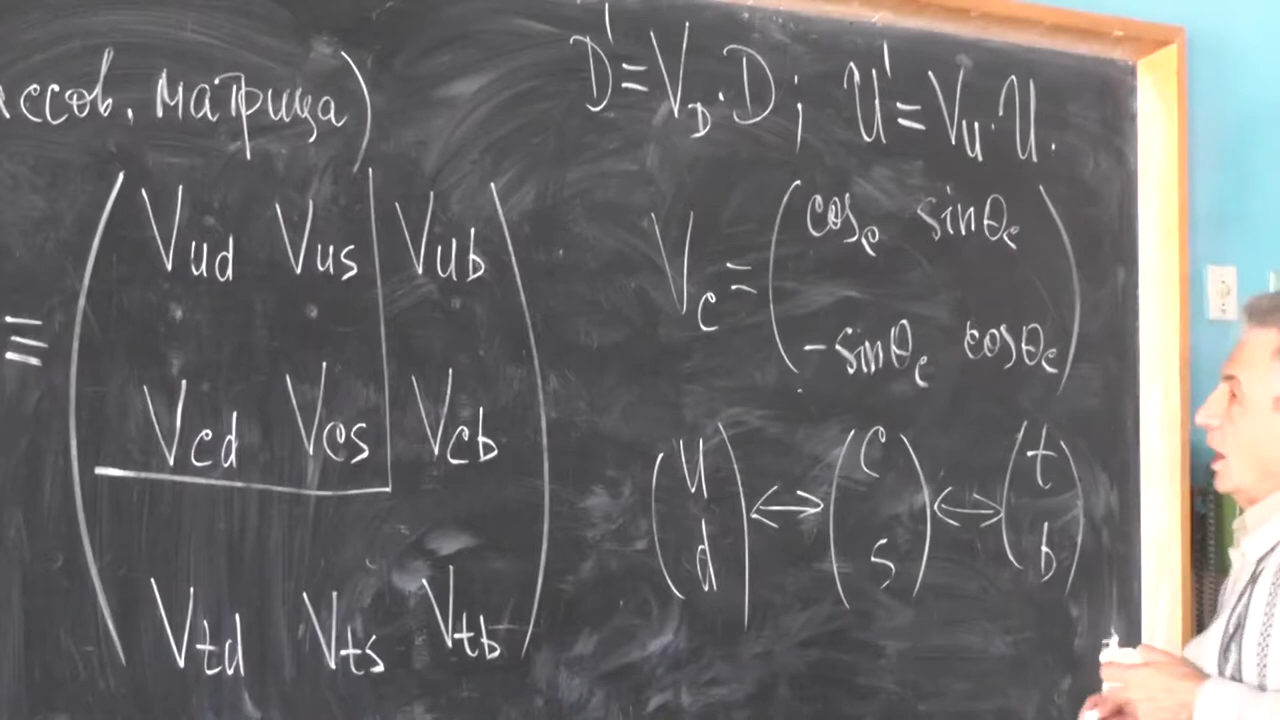 ссов. матрица)
D' = V_D · D ; U' = V_u · U.
≡ ( V_ud V_us | V_ub
V_cd V_cs | V_cb
V_td V_ts V_tb )
V_c = ( cos_c sinθ_c
-sinθ_c cosθ_c )
(u d) ↔ (c s) ↔ (t b)